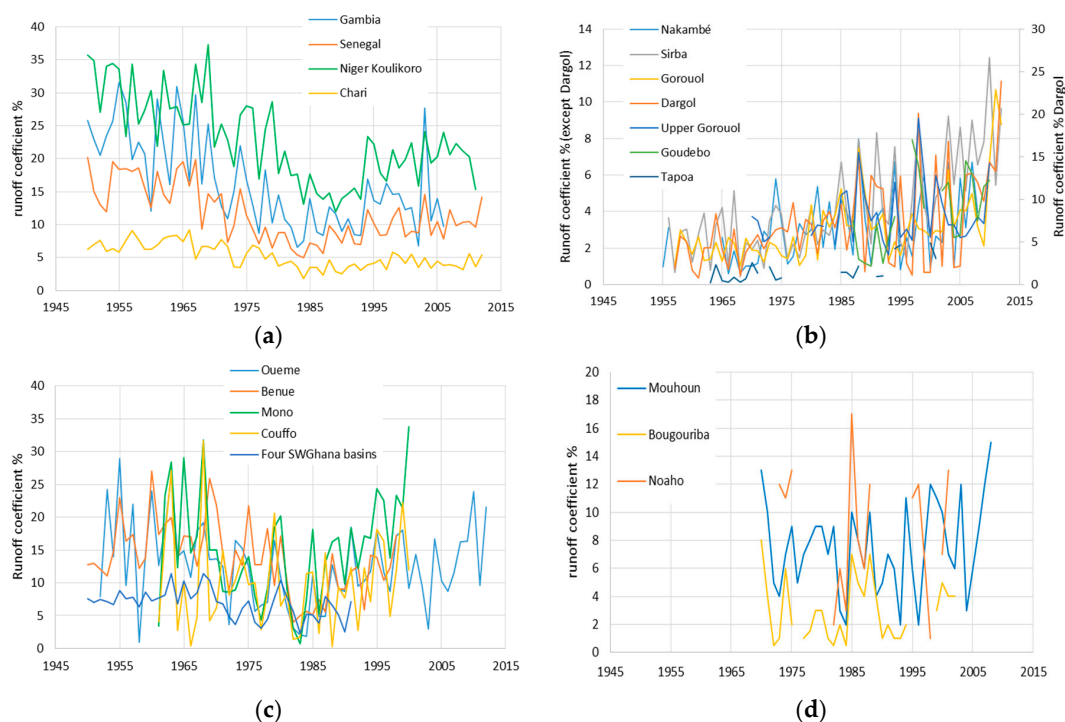 40
35
30
25
20
15
10
5
0
runoff coefficient %
Gambia
Senegal
Niger Koulikoro
Chari
1945 1955 1965 1975 1985 1995 2005 2015
(a)
14
12
10
8
6
4
2
0
Runoff coefficient % (except Dargol)
Nakambé
Sirba
Gorouol
Dargol
Upper Gorouol
Goudebo
Tapoa
30
25
20
15
10
5
0
Runoff coefficient % Dargol
1945 1955 1965 1975 1985 1995 2005 2015
(b)
40
35
30
25
20
15
10
5
0
Runoff coefficient %
Oueme
Benue
Mono
Couffo
Four SWGhana basins
1945 1955 1965 1975 1985 1995 2005 2015
(c)
20
18
16
14
12
10
8
6
4
2
0
runoff coefficient %
Mouhoun
Bougouriba
Noaho
1945 1955 1965 1975 1985 1995 2005 2015
(d)